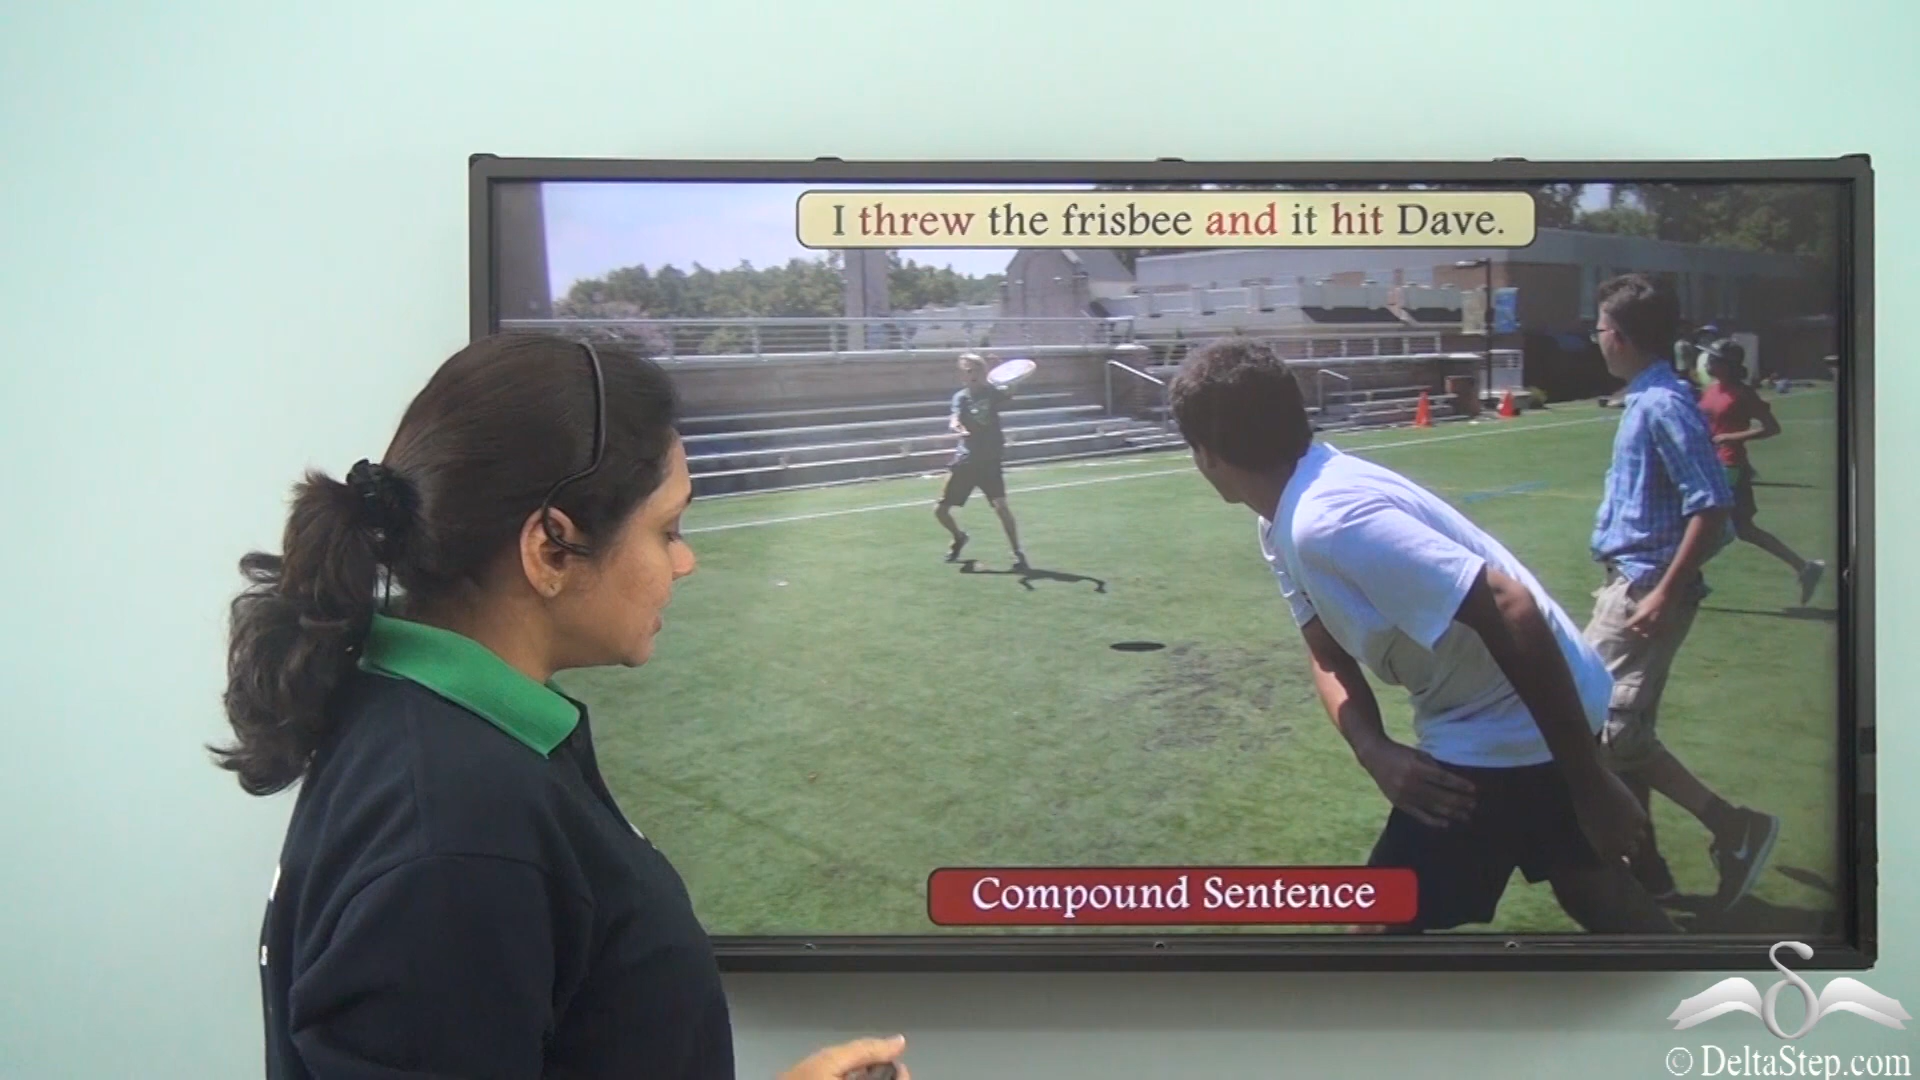 I threw the frisbee and it hit Dave.
Compound Sentence
© DeltaStep.com